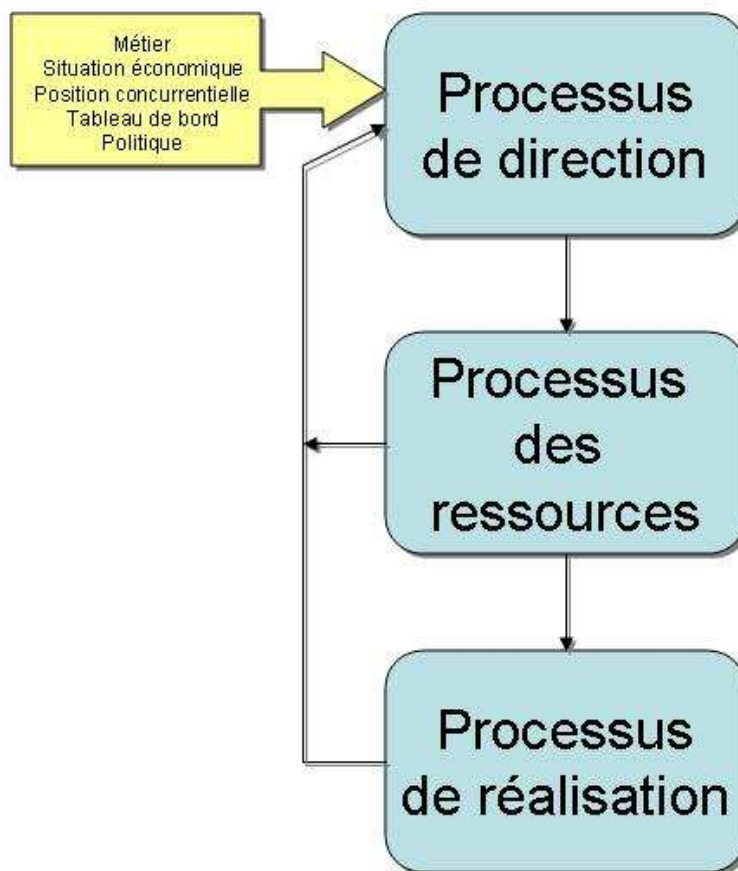 Métier
Situation économique
Position concurrentielle
Tableau de bord
Politique
Processus
de direction
Processus
des
ressources
Processus
de réalisation